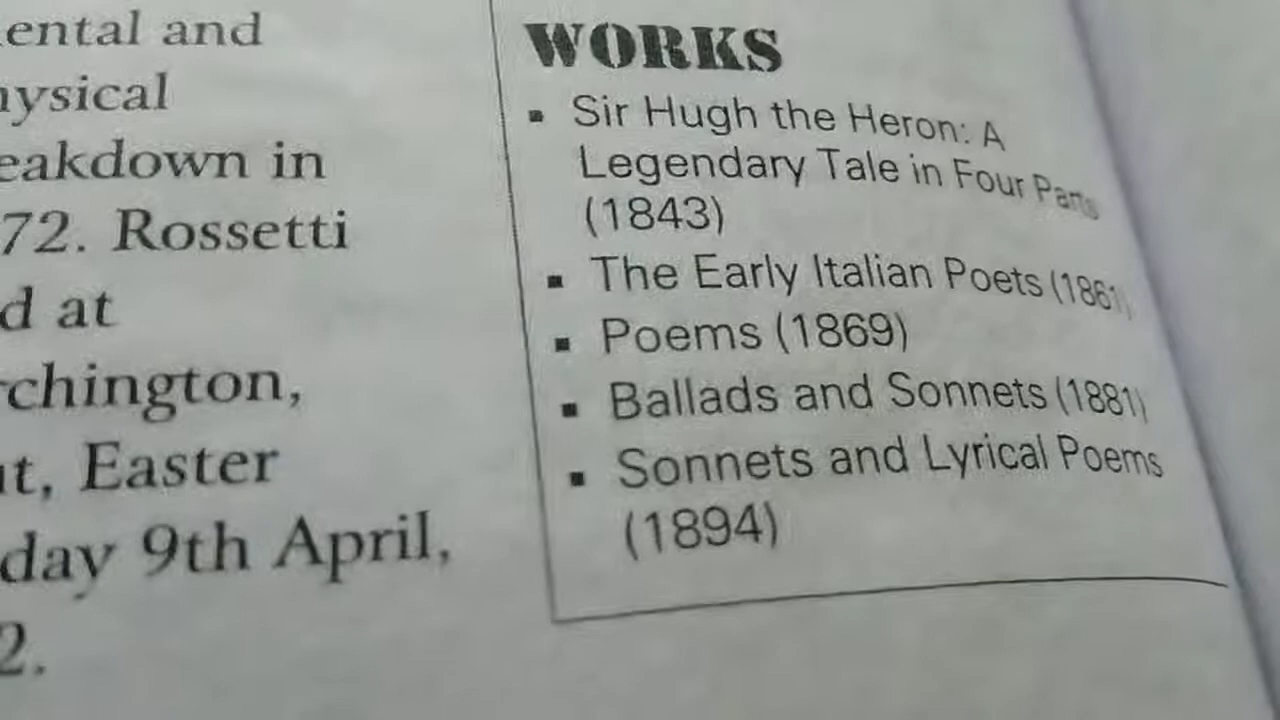 ental and
ysical
eakdown in
72. Rossetti
d at
chington,
t, Easter
day 9th April,
2.
WORKS
▪ Sir Hugh the Heron: A
Legendary Tale in Four Parts
(1843)
▪ The Early Italian Poets (1861)
▪ Poems (1869)
▪ Ballads and Sonnets (1881)
▪ Sonnets and Lyrical Poems
(1894)